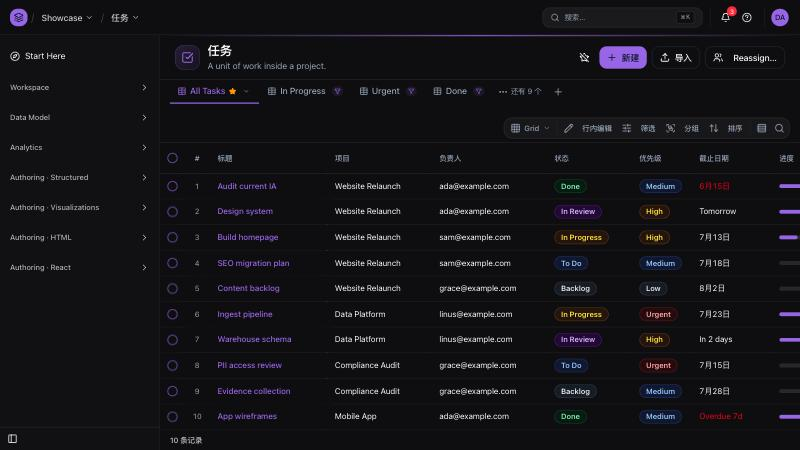 Showcase / 任务
搜索... ⌘K 3 DA
Start Here
Workspace
Data Model
Analytics
Authoring · Structured
Authoring · Visualizations
Authoring · HTML
Authoring · React
任务
A unit of work inside a project.
新建 导入 Reassign...
All Tasks In Progress Urgent Done 还有 9 个
Grid 行内编辑 筛选 分组 排序
# 标题 项目 负责人 状态 优先级 截止日期 进度
1 Audit current IA Website Relaunch ada@example.com Done Medium 6月15日
2 Design system Website Relaunch ada@example.com In Review High Tomorrow
3 Build homepage Website Relaunch sam@example.com In Progress High 7月13日
4 SEO migration plan Website Relaunch sam@example.com To Do Medium 7月18日
5 Content backlog Website Relaunch grace@example.com Backlog Low 8月2日
6 Ingest pipeline Data Platform linus@example.com In Progress Urgent 7月23日
7 Warehouse schema Data Platform linus@example.com In Review High In 2 days
8 PII access review Compliance Audit grace@example.com To Do Urgent 7月15日
9 Evidence collection Compliance Audit grace@example.com Backlog Medium 7月28日
10 App wireframes Mobile App ada@example.com Done Medium Overdue 7d
10 条记录